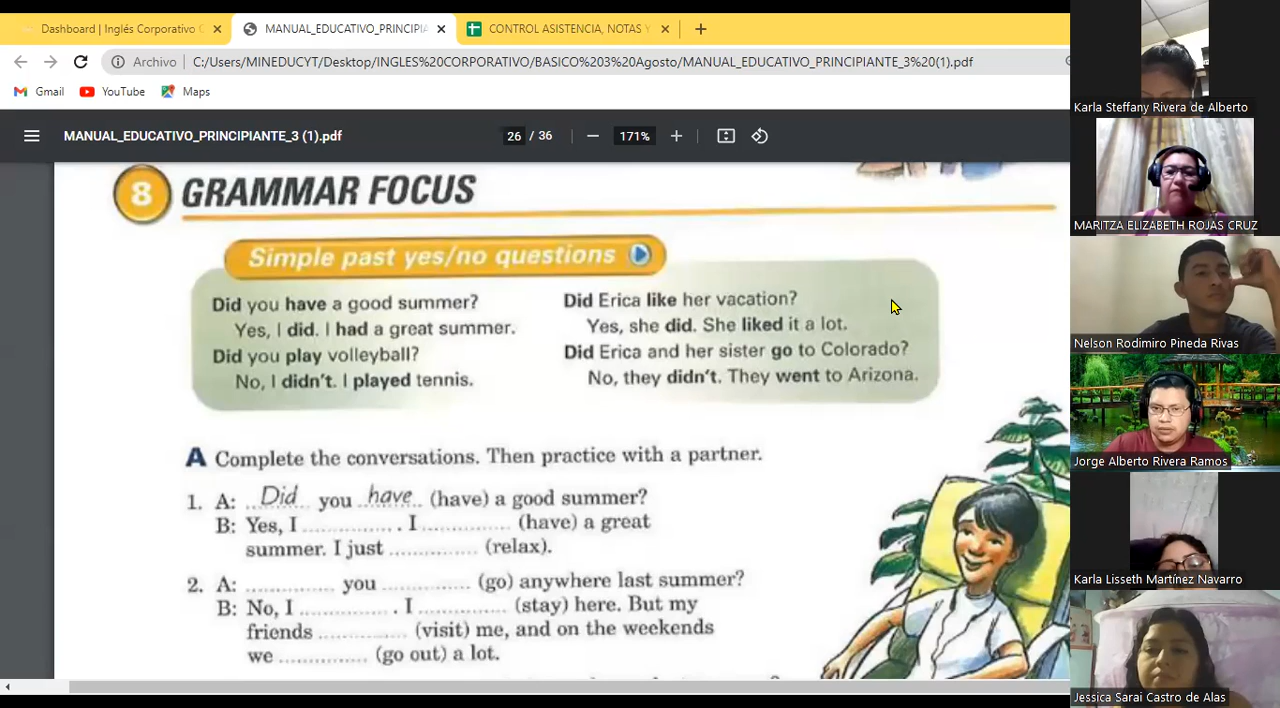 Dashboard | Inglés Corporativo
MANUAL_EDUCATIVO_PRINCIPIA
CONTROL ASISTENCIA, NOTAS Y
Archivo
C:/Users/MINEDUCYT/Desktop/INGLES%20CORPORATIVO/BASICO%203%20Agosto/MANUAL_EDUCATIVO_PRINCIPIANTE_3%20(1).pdf
Gmail
YouTube
Maps
MANUAL_EDUCATIVO_PRINCIPIANTE_3 (1).pdf
26 / 36
171%
8 GRAMMAR FOCUS
Simple past yes/no questions
Did you have a good summer?
Yes, I did. I had a great summer.
Did you play volleyball?
No, I didn't. I played tennis.
Did Erica like her vacation?
Yes, she did. She liked it a lot.
Did Erica and her sister go to Colorado?
No, they didn't. They went to Arizona.
A Complete the conversations. Then practice with a partner.
1. A: Did you have (have) a good summer?
B: Yes, I ............. . I ............. (have) a great
summer. I just ............. (relax).
2. A: ............. you ............. (go) anywhere last summer?
B: No, I ............. . I ............. (stay) here. But my
friends ............. (visit) me, and on the weekends
we ............. (go out) a lot.
Karla Steffany Rivera de Alberto
MARITZA ELIZABETH ROJAS CRUZ
Nelson Rodimiro Pineda Rivas
Jorge Alberto Rivera Ramos
Karla Lisseth Martínez Navarro
Jessica Sarai Castro de Alas